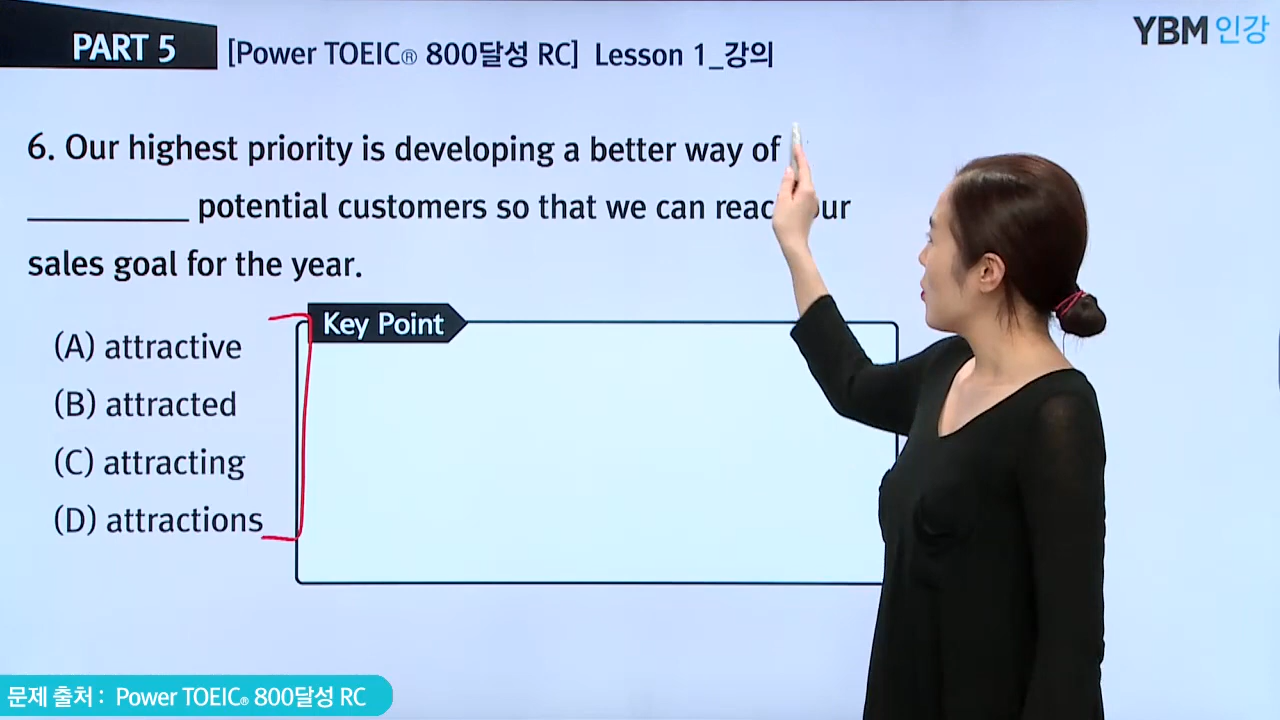 PART 5
[Power TOEIC® 800달성 RC] Lesson 1_강의
YBM 인강
6. Our highest priority is developing a better way of
________ potential customers so that we can
sales goal for the year.
(A) attractive
(B) attracted
(C) attracting
(D) attractions
Key Point
문제 출처 : Power TOEIC® 800달성 RC